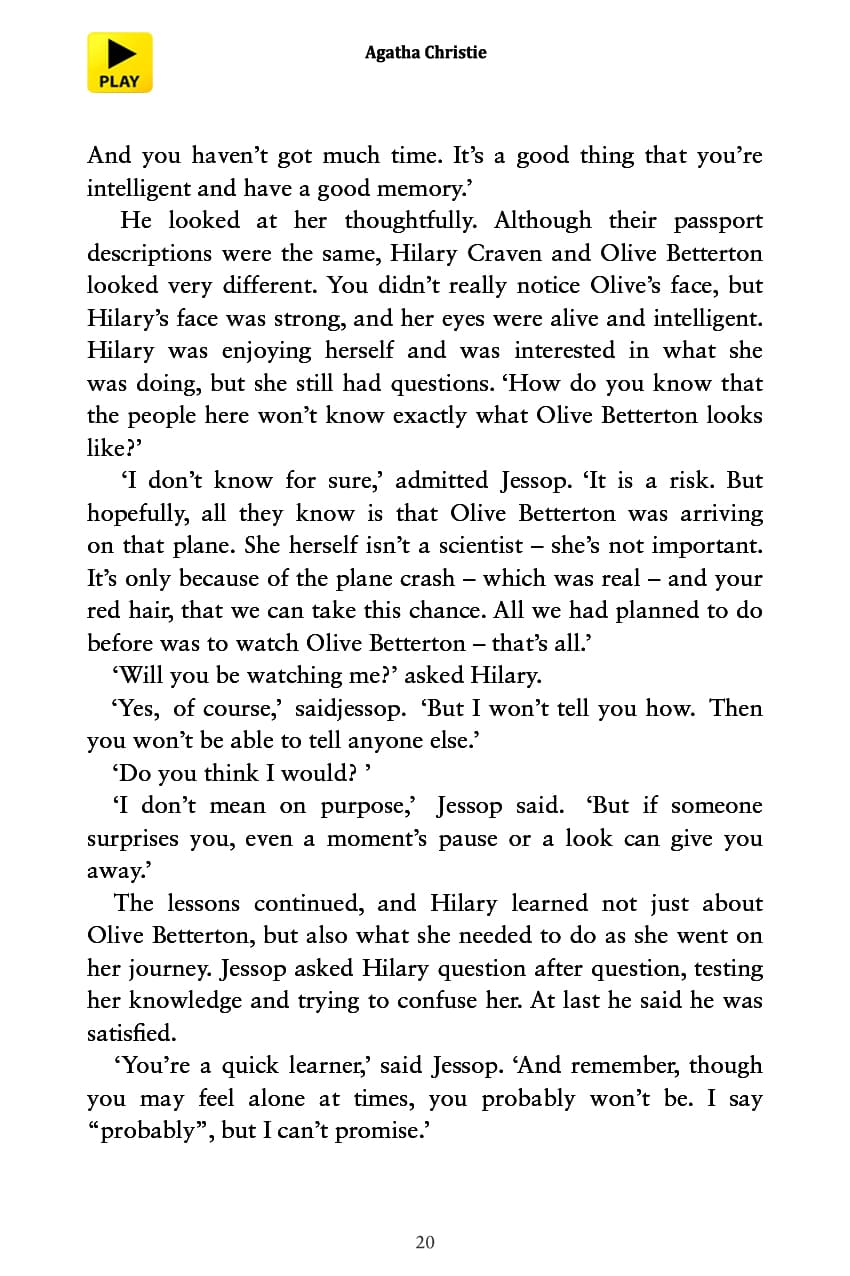 PLAY
Agatha Christie
And you haven’t got much time. It’s a good thing that you’re
intelligent and have a good memory.’
He looked at her thoughtfully. Although their passport
descriptions were the same, Hilary Craven and Olive Betterton
looked very different. You didn’t really notice Olive’s face, but
Hilary’s face was strong, and her eyes were alive and intelligent.
Hilary was enjoying herself and was interested in what she
was doing, but she still had questions. ‘How do you know that
the people here won’t know exactly what Olive Betterton looks
like?’
‘I don’t know for sure,’ admitted Jessop. ‘It is a risk. But
hopefully, all they know is that Olive Betterton was arriving
on that plane. She herself isn’t a scientist – she’s not important.
It’s only because of the plane crash – which was real – and your
red hair, that we can take this chance. All we had planned to do
before was to watch Olive Betterton – that’s all.’
‘Will you be watching me?’ asked Hilary.
‘Yes, of course,’ saidjessop. ‘But I won’t tell you how. Then
you won’t be able to tell anyone else.’
‘Do you think I would? ’
‘I don’t mean on purpose,’ Jessop said. ‘But if someone
surprises you, even a moment’s pause or a look can give you
away.’
The lessons continued, and Hilary learned not just about
Olive Betterton, but also what she needed to do as she went on
her journey. Jessop asked Hilary question after question, testing
her knowledge and trying to confuse her. At last he said he was
satisfied.
‘You’re a quick learner,’ said Jessop. ‘And remember, though
you may feel alone at times, you probably won’t be. I say
“probably”, but I can’t promise.’
20